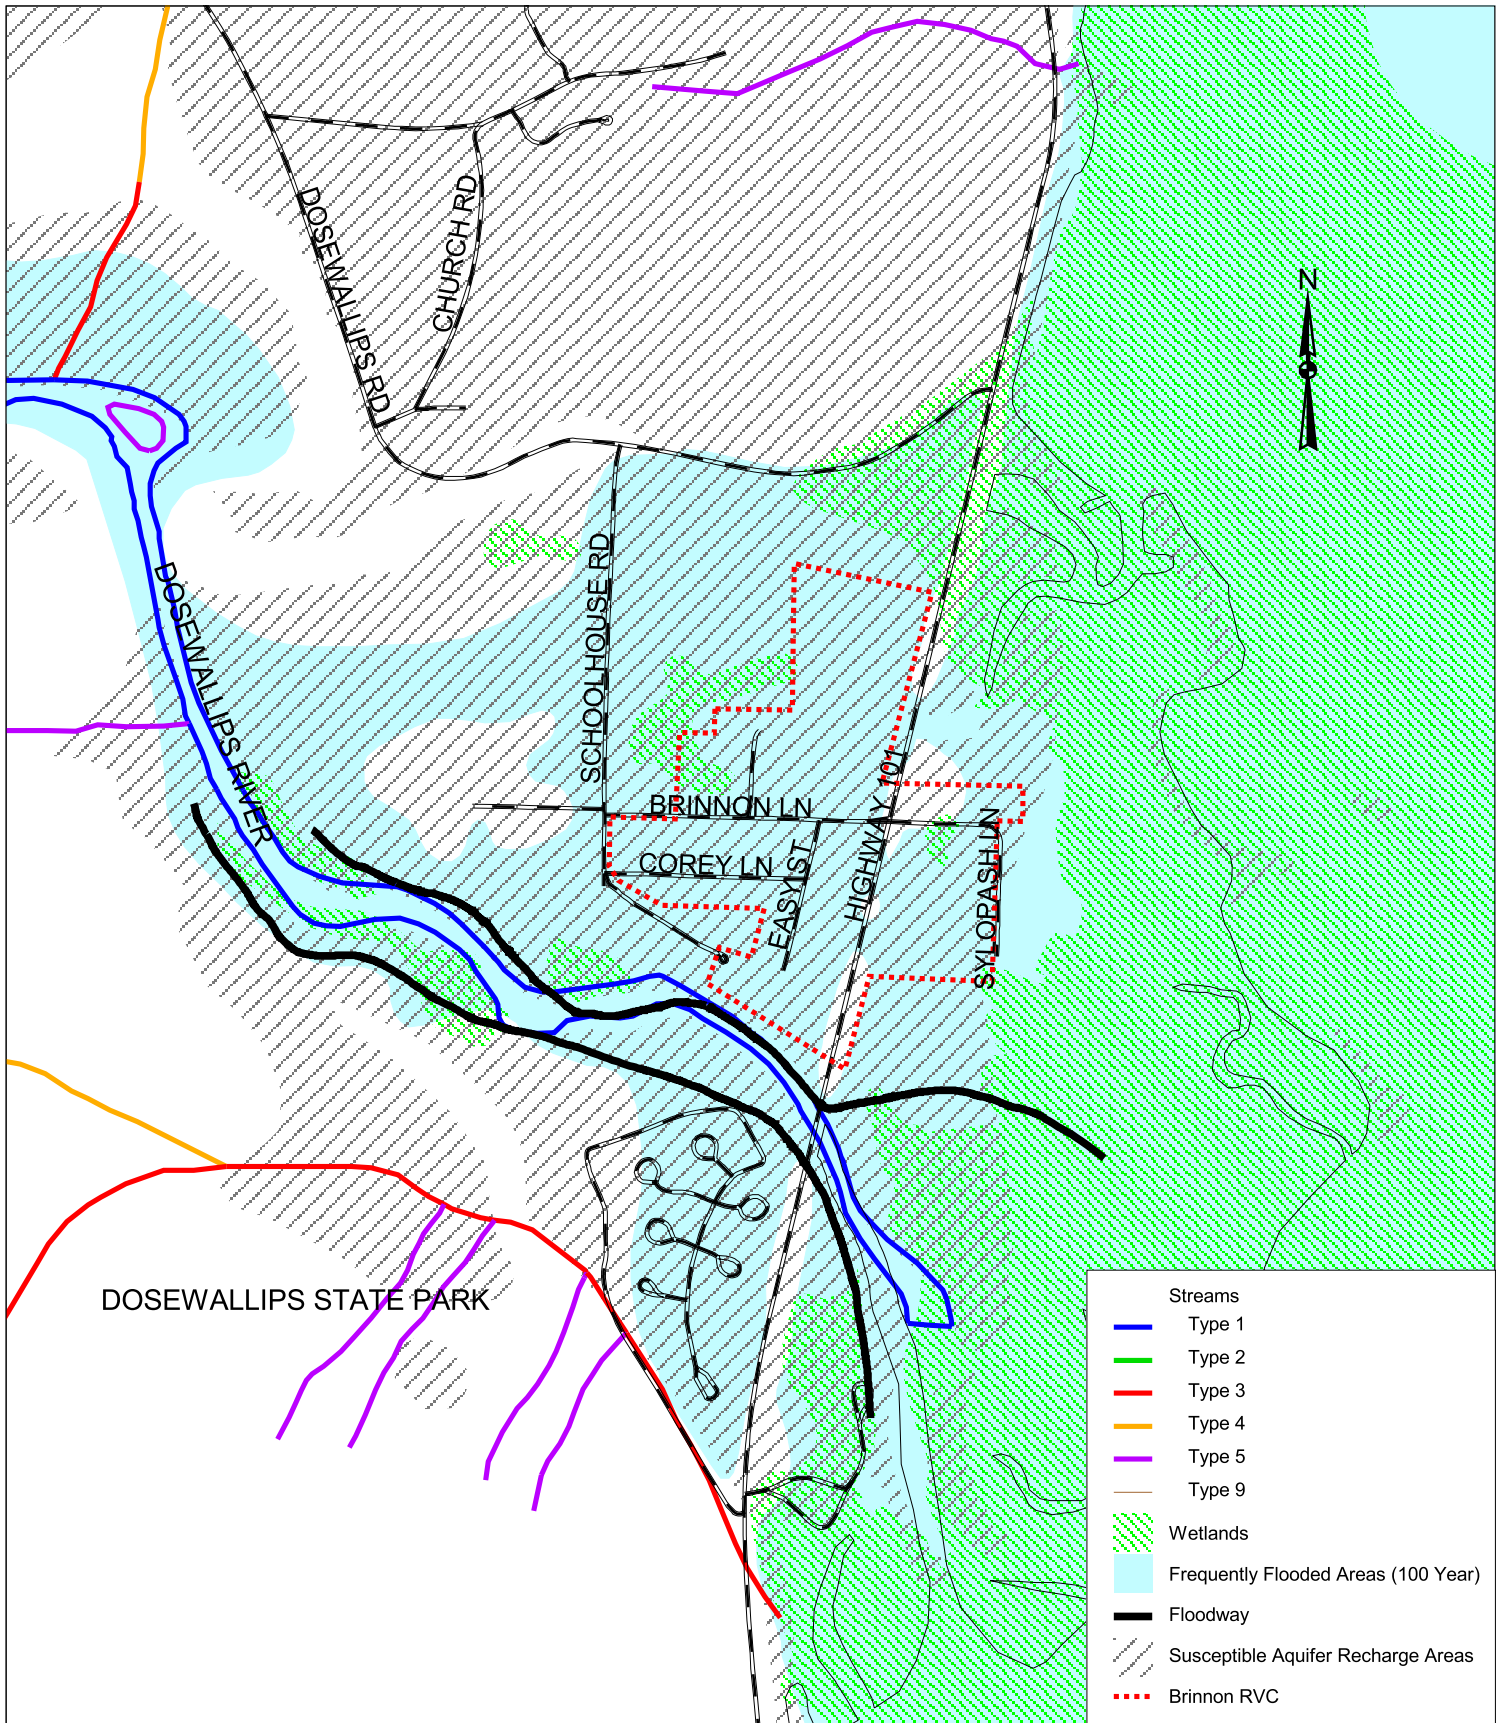 N
DOSEWALLIPS RD
CHURCH RD
SCHOOLHOUSE RD
DOSEWALLIPS RIVER
BRINNON LN
HIGHWAY 101
COREY LN
EASY ST
SYLOPASH LN
DOSEWALLIPS STATE PARK
Streams
Type 1
Type 2
Type 3
Type 4
Type 5
Type 9
Wetlands
Frequently Flooded Areas (100 Year)
Floodway
Susceptible Aquifer Recharge Areas
Brinnon RVC